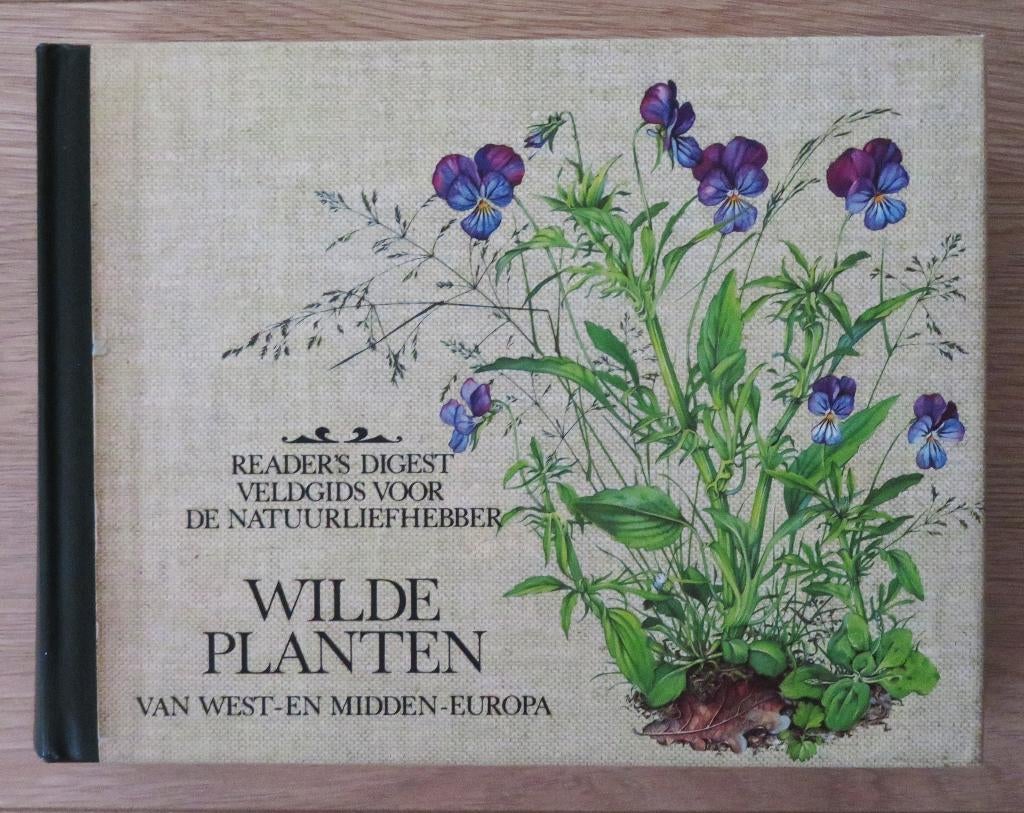 READER'S DIGEST
VELDGIDS VOOR
DE NATUURLIEFHEBBER
WILDE
PLANTEN
VAN WEST-EN MIDDEN-EUROPA